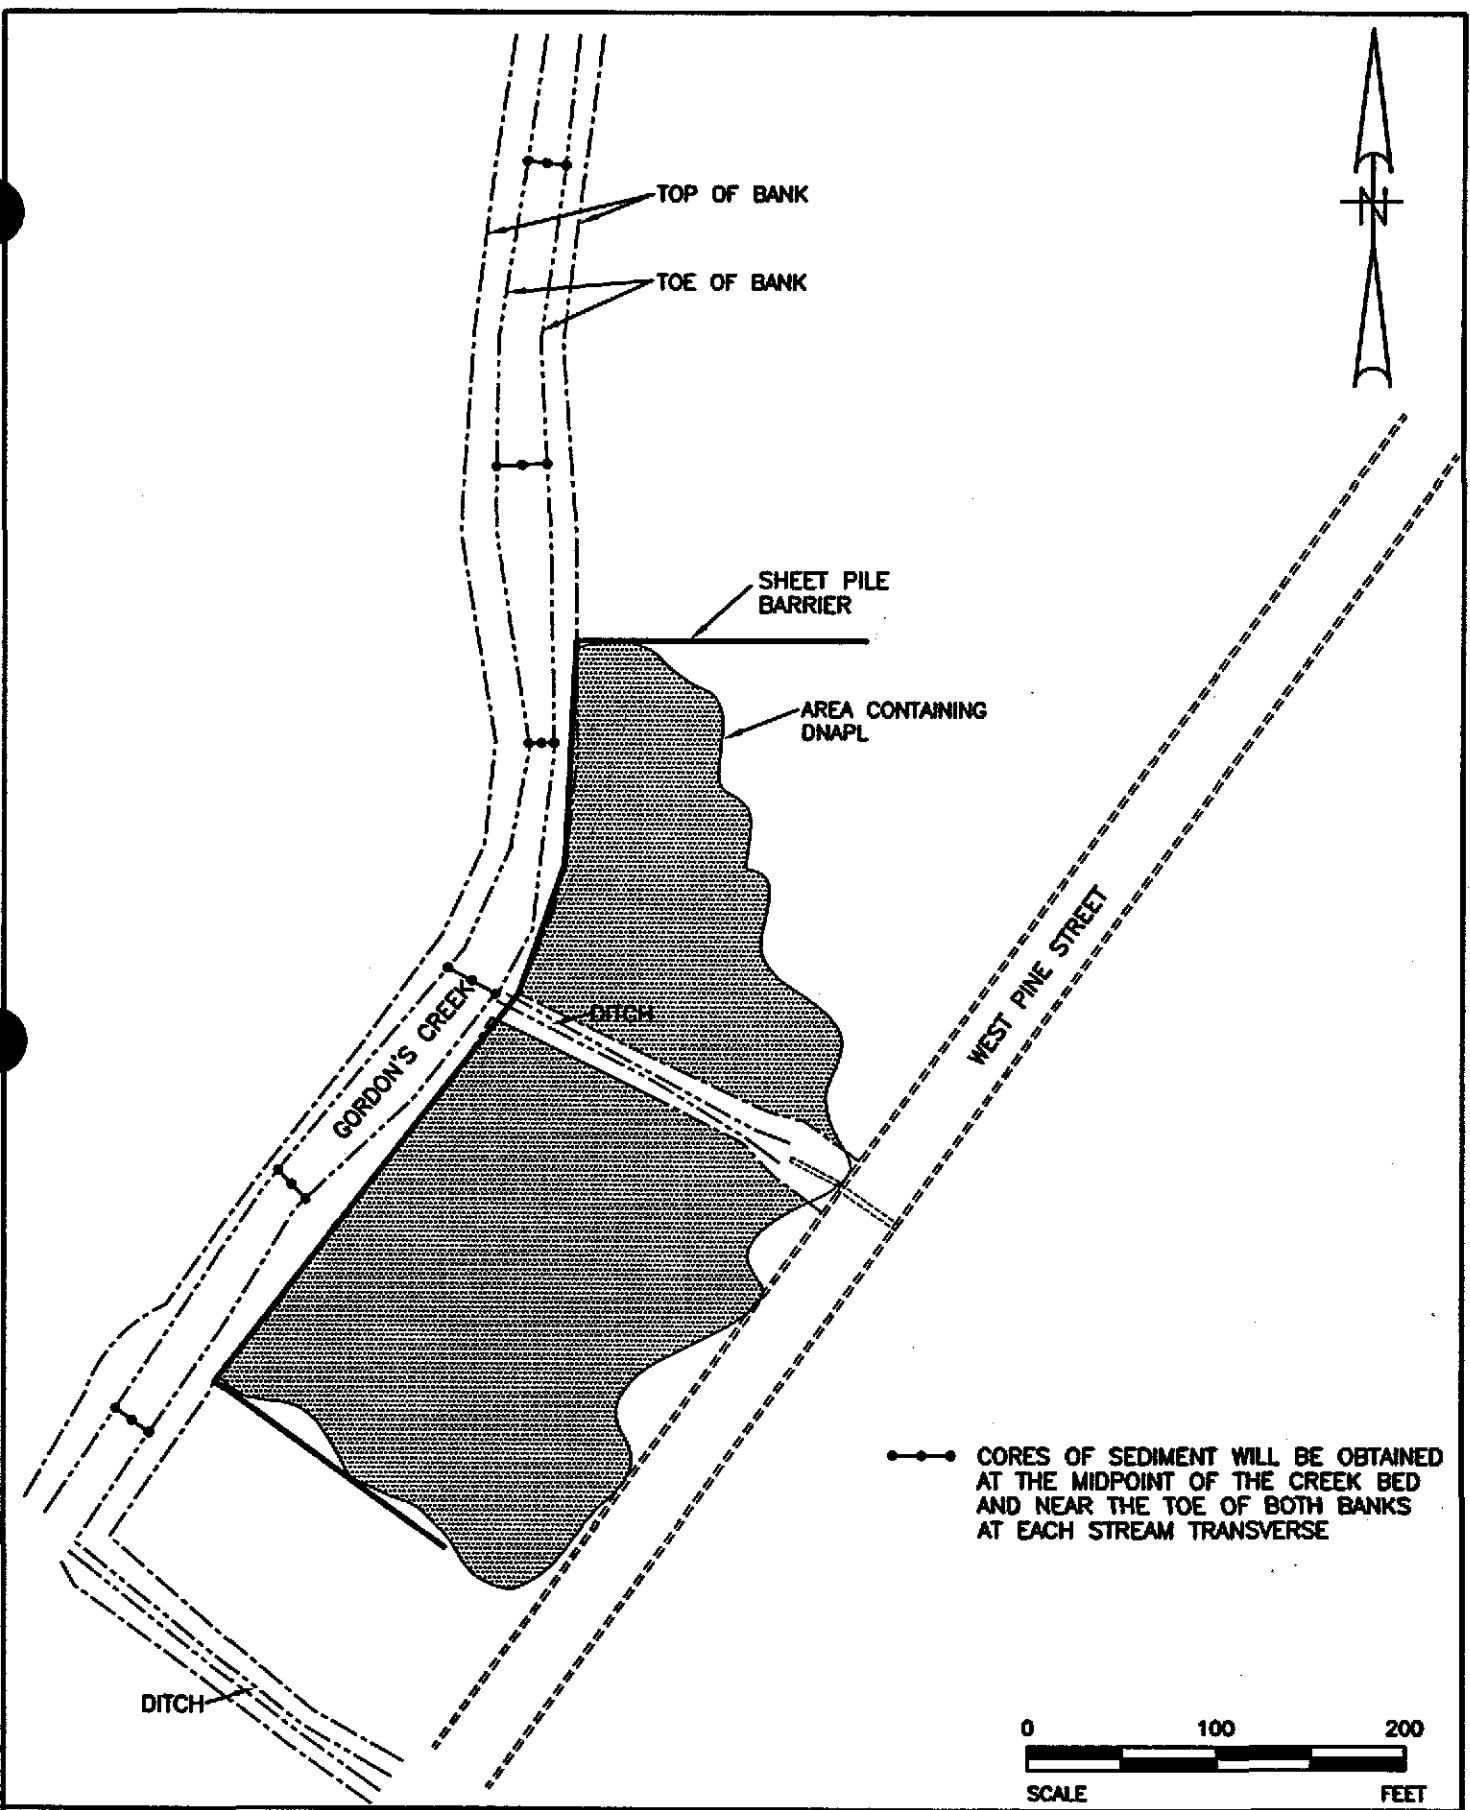 TOP OF BANK
TOE OF BANK
N
SHEET PILE
BARRIER
AREA CONTAINING
DNAPL
WEST PINE STREET
DITCH
GORDON'S CREEK
CORES OF SEDIMENT WILL BE OBTAINED
AT THE MIDPOINT OF THE CREEK BED
AND NEAR THE TOE OF BOTH BANKS
AT EACH STREAM TRANSVERSE
DITCH
0 100 200
SCALE FEET